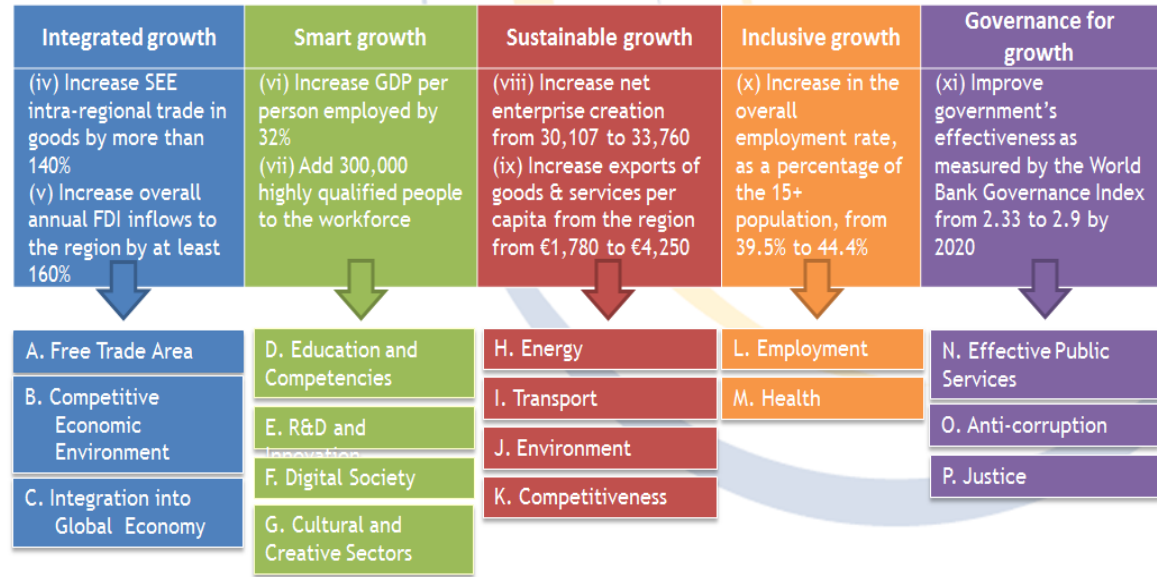 Integrated growth
(iv) Increase SEE
intra-regional trade in
goods by more than
140%
(v) Increase overall
annual FDI inflows to
the region by at least
160%
A. Free Trade Area
B. Competitive
Economic
Environment
C. Integration into
Global Economy
Smart growth
(vi) Increase GDP per
person employed by
32%
(vii) Add 300,000
highly qualified people
to the workforce
D. Education and
Competencies
E. R&D and
Innovation
F. Digital Society
G. Cultural and
Creative Sectors
Sustainable growth
(viii) Increase net
enterprise creation
from 30,107 to 33,760
(ix) Increase exports of
goods & services per
capita from the region
from €1,780 to €4,250
H. Energy
I. Transport
J. Environment
K. Competitiveness
Inclusive growth
(x) Increase in the
overall
employment rate,
as a percentage of
the 15+
population, from
39.5% to 44.4%
L. Employment
M. Health
Governance for
growth
(xi) Improve
government's
effectiveness as
measured by the World
Bank Governance Index
from 2.33 to 2.9 by
2020
N. Effective Public
Services
O. Anti-corruption
P. Justice